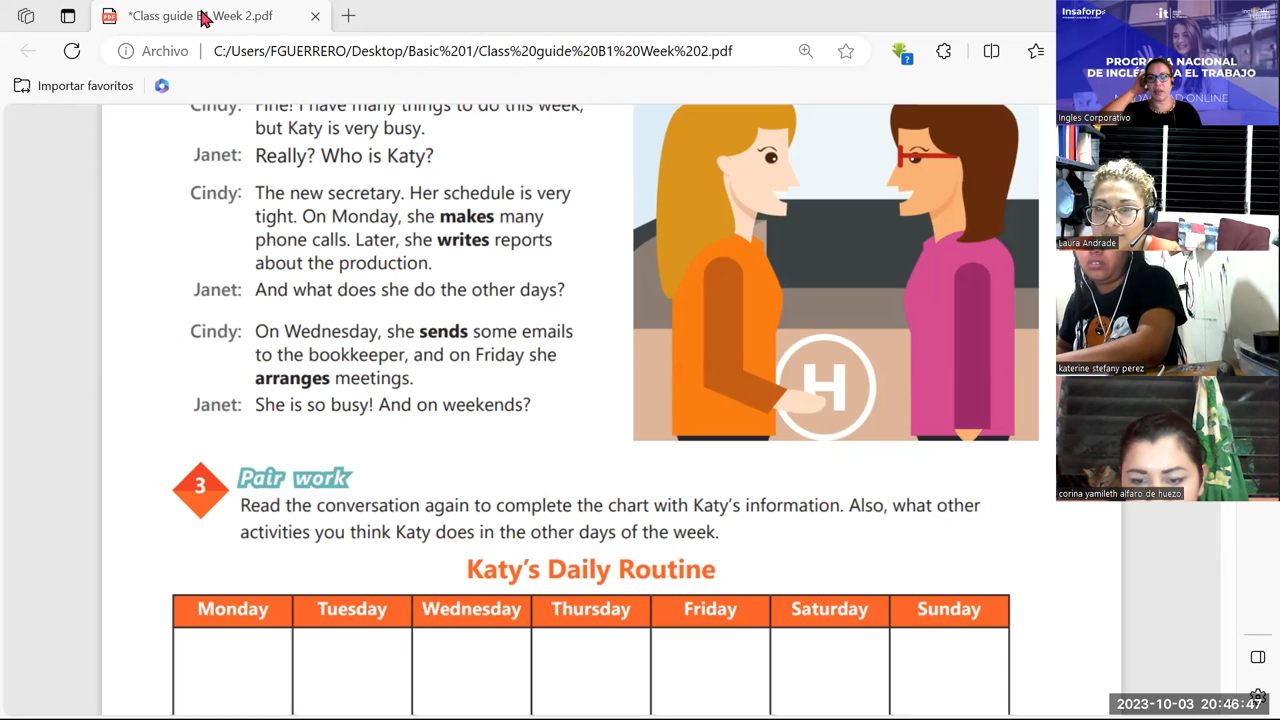 *Class guide B1 Week 2.pdf
Archivo
C:/Users/FGUERRERO/Desktop/Basic%201/Class%20guide%20B1%20Week%202.pdf
Importar favoritos
Cindy: Fine! I have many things to do this week,
but Katy is very busy.
Janet: Really? Who is Katy?
Cindy: The new secretary. Her schedule is very
tight. On Monday, she makes many
phone calls. Later, she writes reports
about the production.
Janet: And what does she do the other days?
Cindy: On Wednesday, she sends some emails
to the bookkeeper, and on Friday she
arranges meetings.
Janet: She is so busy! And on weekends?
H
3
Pair work
Read the conversation again to complete the chart with Katy's information. Also, what other
activities you think Katy does in the other days of the week.
Katy's Daily Routine
Monday Tuesday Wednesday Thursday Friday Saturday Sunday
Insaforp
it
PROGRAMA NACIONAL
EL TRABAJO
ONLINE
Ingles Corporativo
Laura Andrade
katerine stefany perez
corina yamileth alfaro de huezo
2023-10-03 20:46:47